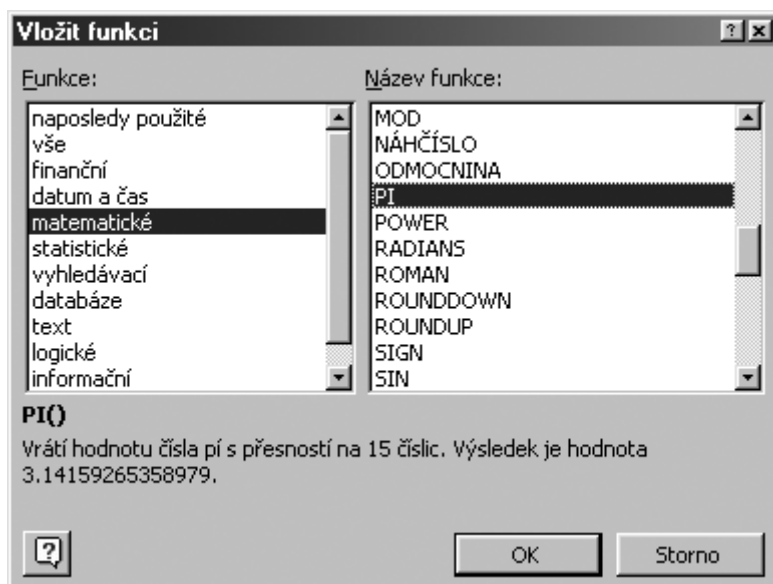 Vložit funkci
Funkce:
naposledy použité
vše
finanční
datum a čas
matematické
statistické
vyhledávací
databáze
text
logické
informační
Název funkce:
MOD
NÁHČÍSLO
ODMOCNINA
PI
POWER
RADIANS
ROMAN
ROUNDDOWN
ROUNDUP
SIGN
SIN
PI()
Vrátí hodnotu čísla pí s přesností na 15 číslic. Výsledek je hodnota
3.14159265358979.
OK
Storno